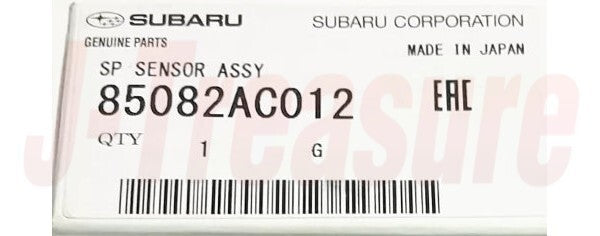 SUBARU SUBARU CORPORATION
GENUINE PARTS MADE IN JAPAN
SP SENSOR ASSY
85082AC012 EAC
QTY 1 G
J-Treasure